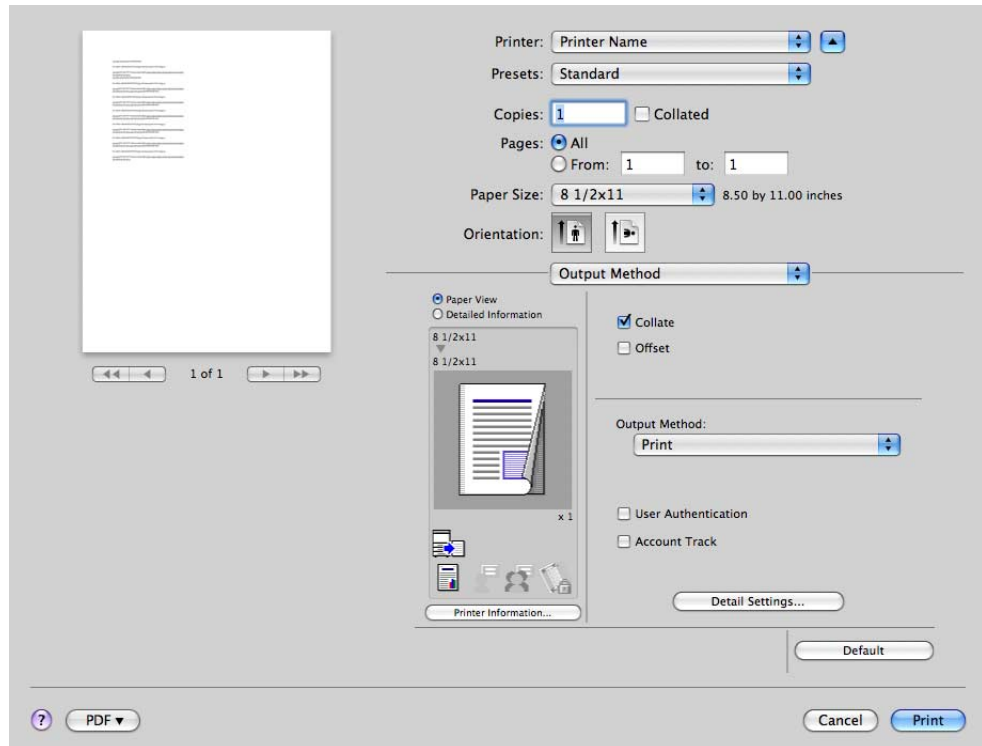 Printer: Printer Name
Presets: Standard
Copies: 1 Collated
Pages: All
From: 1 to: 1
Paper Size: 8 1/2x11 8.50 by 11.00 inches
Orientation:
Output Method
Paper View
Detailed Information
8 1/2x11
8 1/2x11
x 1
Printer Information...
Collate
Offset
Output Method:
Print
User Authentication
Account Track
Detail Settings...
Default
1 of 1
? PDF Cancel Print